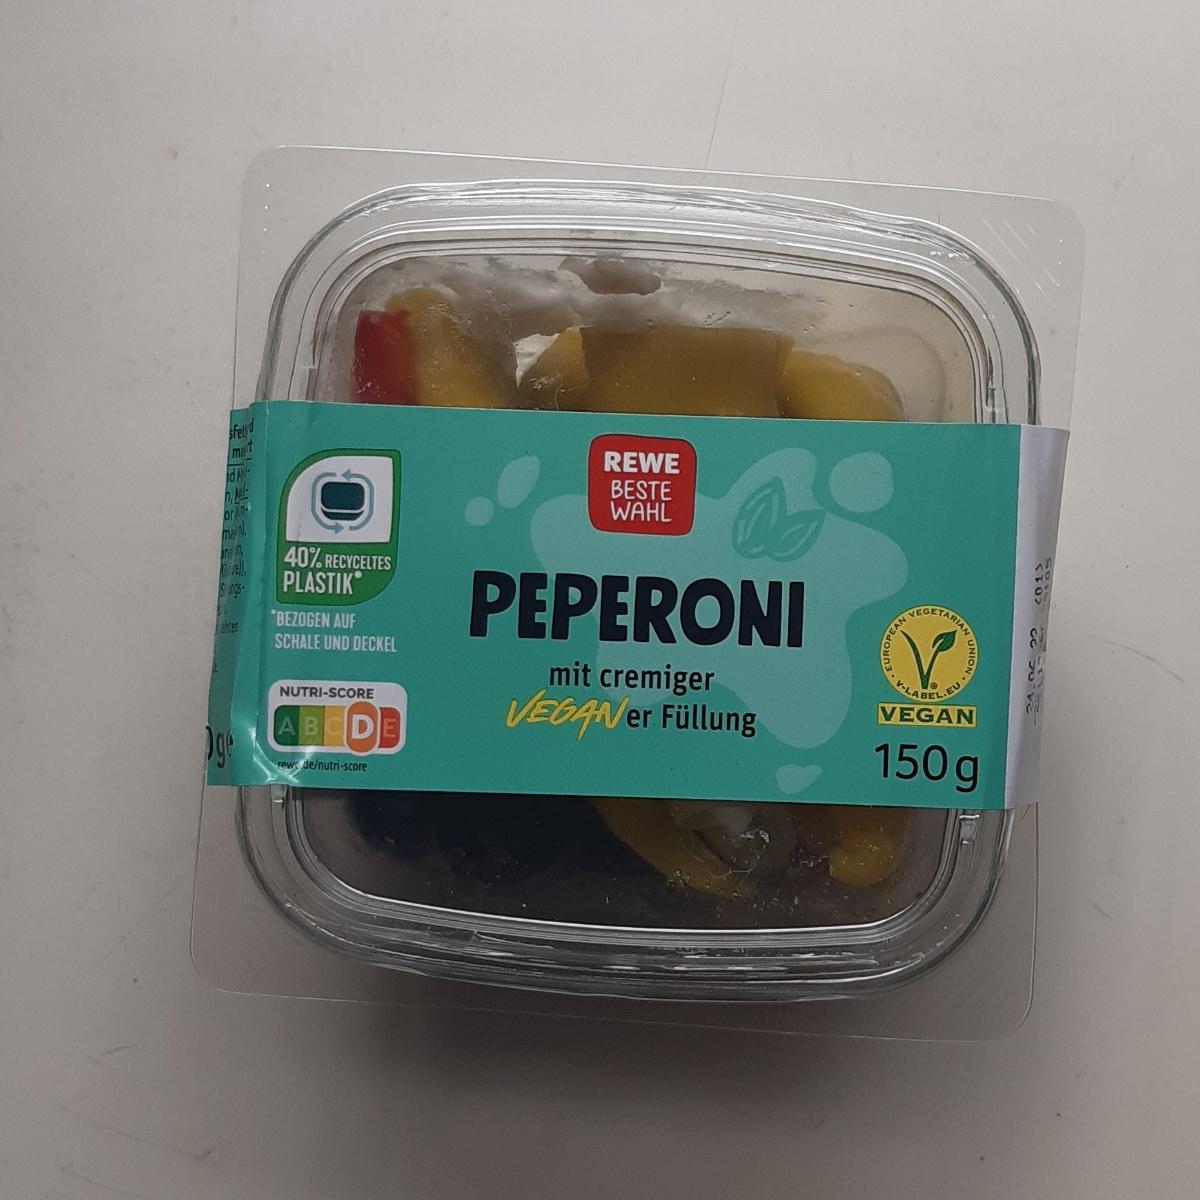 REWE
BESTE
WAHL
40% RECYCELTES
PLASTIK*
*BEZOGEN AUF
SCHALE UND DECKEL
PEPERONI
mit cremiger
VEGANer Füllung
NUTRI-SCORE
A B C D E
rewe.de/nutri-score
EUROPEAN VEGETARIAN UNION
V-LABEL.EU
VEGAN
150g